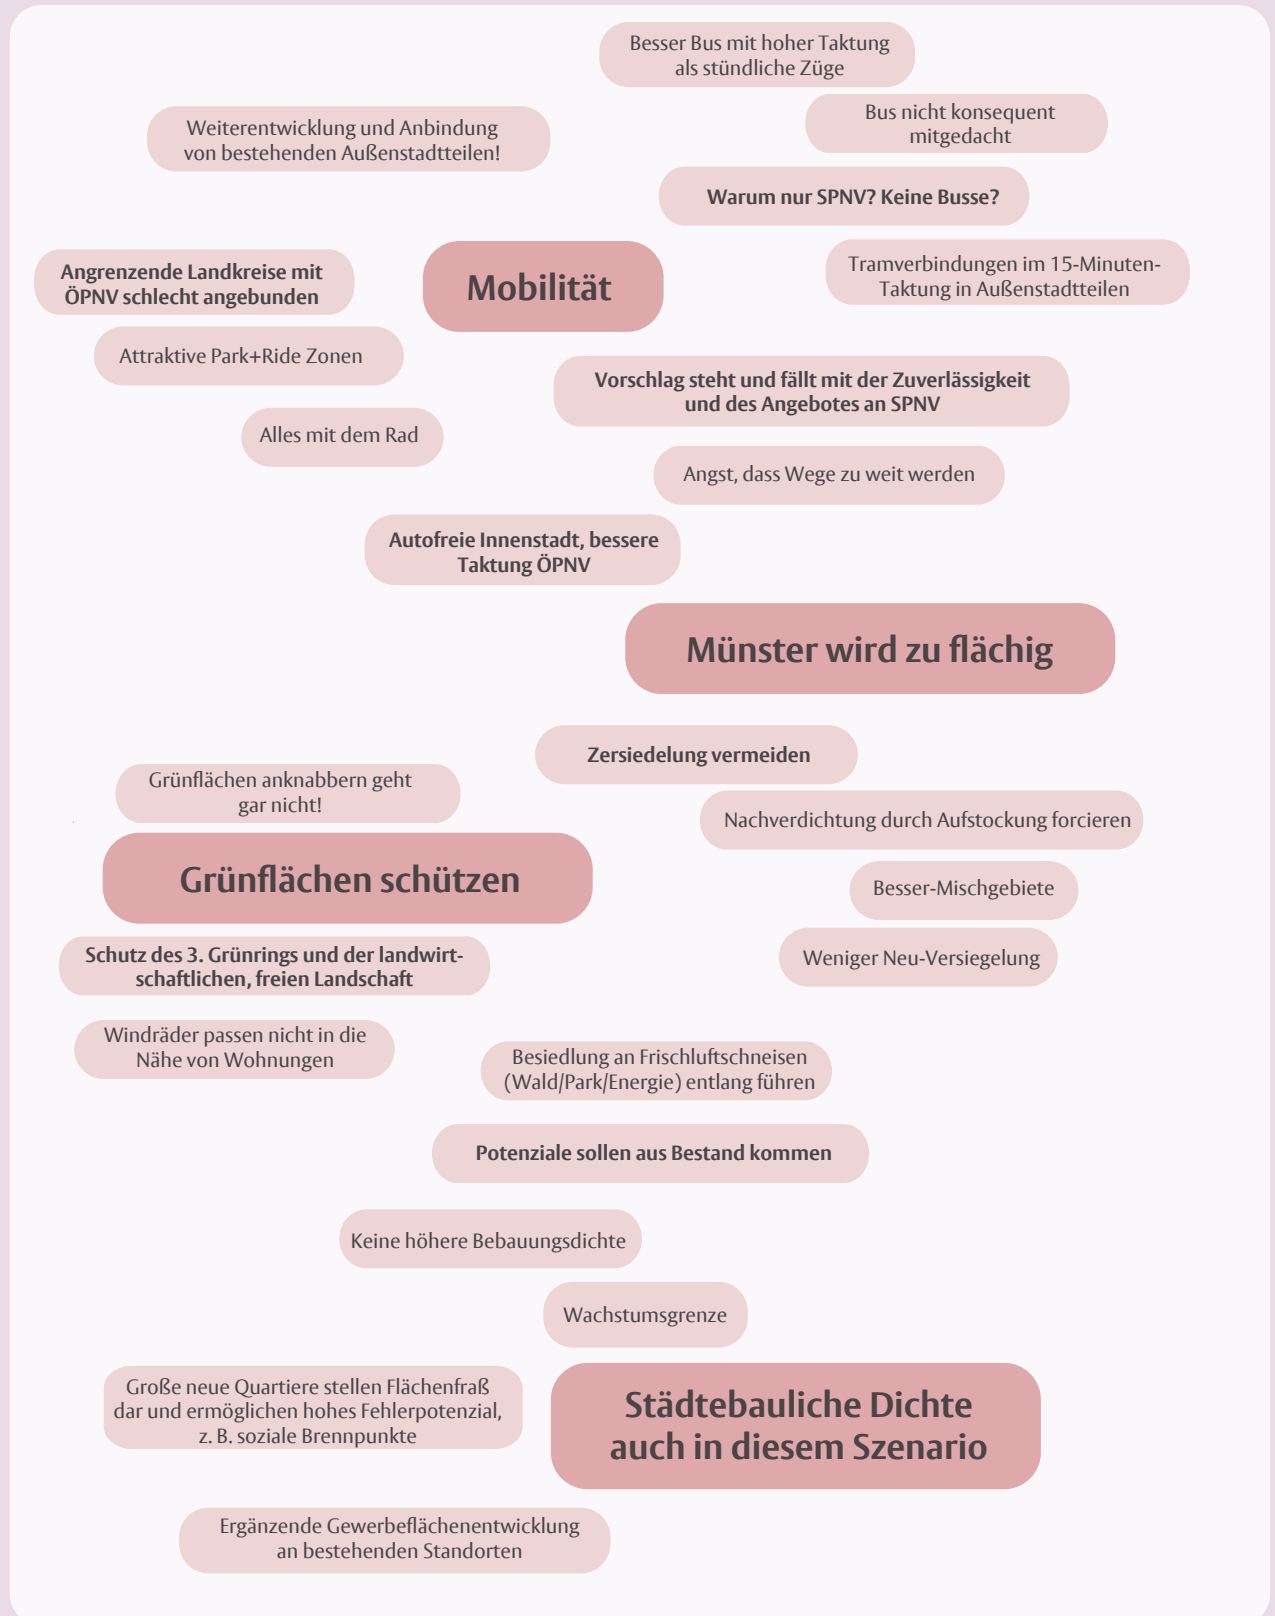 Besser Bus mit hoher Taktung
als stündliche Züge
Bus nicht konsequent
mitgedacht
Weiterentwicklung und Anbindung
von bestehenden Außenstadtteilen!
Warum nur SPNV? Keine Busse?
Angrenzende Landkreise mit
ÖPNV schlecht angebunden
Mobilität
Tramverbindungen im 15-Minuten-
Taktung in Außenstadtteilen
Attraktive Park+Ride Zonen
Vorschlag steht und fällt mit der Zuverlässigkeit
und des Angebotes an SPNV
Alles mit dem Rad
Angst, dass Wege zu weit werden
Autofreie Innenstadt, bessere
Taktung ÖPNV
Münster wird zu flächig
Zersiedelung vermeiden
Grünflächen anknabbern geht
gar nicht!
Nachverdichtung durch Aufstockung forcieren
Grünflächen schützen
Besser-Mischgebiete
Schutz des 3. Grünrings und der landwirt-
schaftlichen, freien Landschaft
Weniger Neu-Versiegelung
Windräder passen nicht in die
Nähe von Wohnungen
Besiedlung an Frischluftschneisen
(Wald/Park/Energie) entlang führen
Potenziale sollen aus Bestand kommen
Keine höhere Bebauungsdichte
Wachstumsgrenze
Große neue Quartiere stellen Flächenfraß
dar und ermöglichen hohes Fehlerpotenzial,
z. B. soziale Brennpunkte
Städtebauliche Dichte
auch in diesem Szenario
Ergänzende Gewerbeflächenentwicklung
an bestehenden Standorten